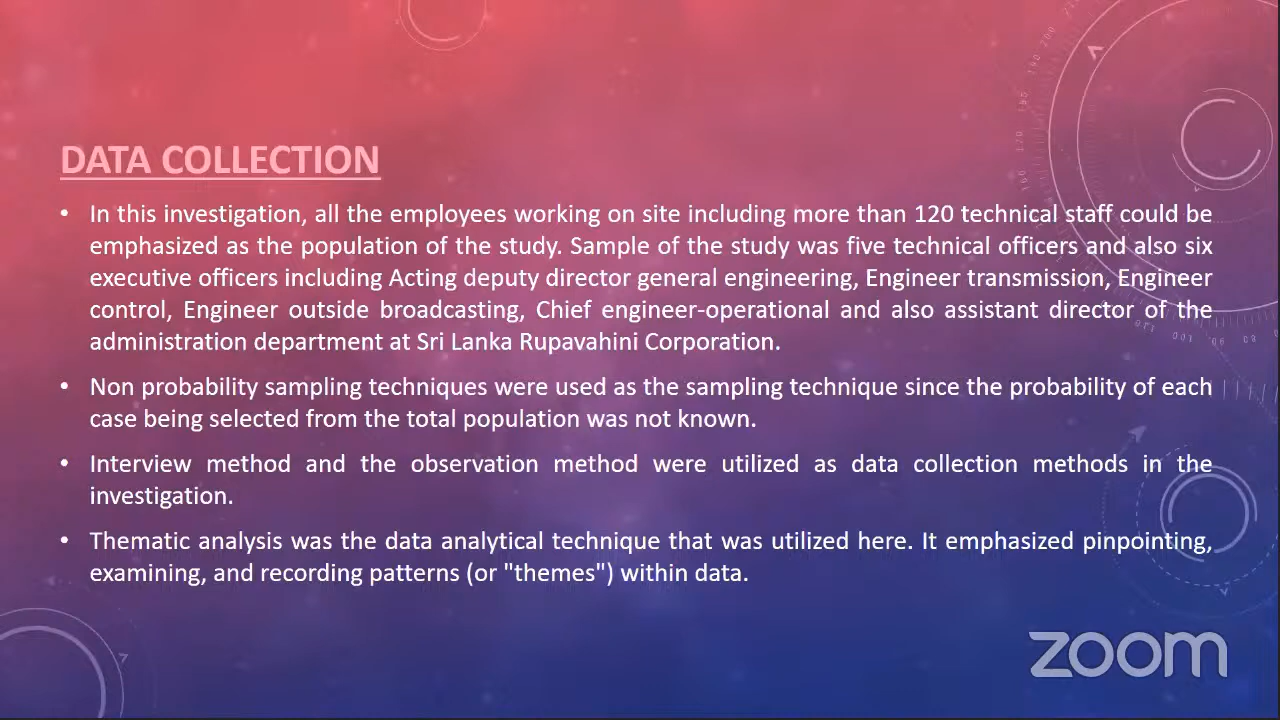 DATA COLLECTION
• In this investigation, all the employees working on site including more than 120 technical staff could be
emphasized as the population of the study. Sample of the study was five technical officers and also six
executive officers including Acting deputy director general engineering, Engineer transmission, Engineer
control, Engineer outside broadcasting, Chief engineer-operational and also assistant director of the
administration department at Sri Lanka Rupavahini Corporation.
• Non probability sampling techniques were used as the sampling technique since the probability of each
case being selected from the total population was not known.
• Interview method and the observation method were utilized as data collection methods in the
investigation.
• Thematic analysis was the data analytical technique that was utilized here. It emphasized pinpointing,
examining, and recording patterns (or "themes") within data.
zoom